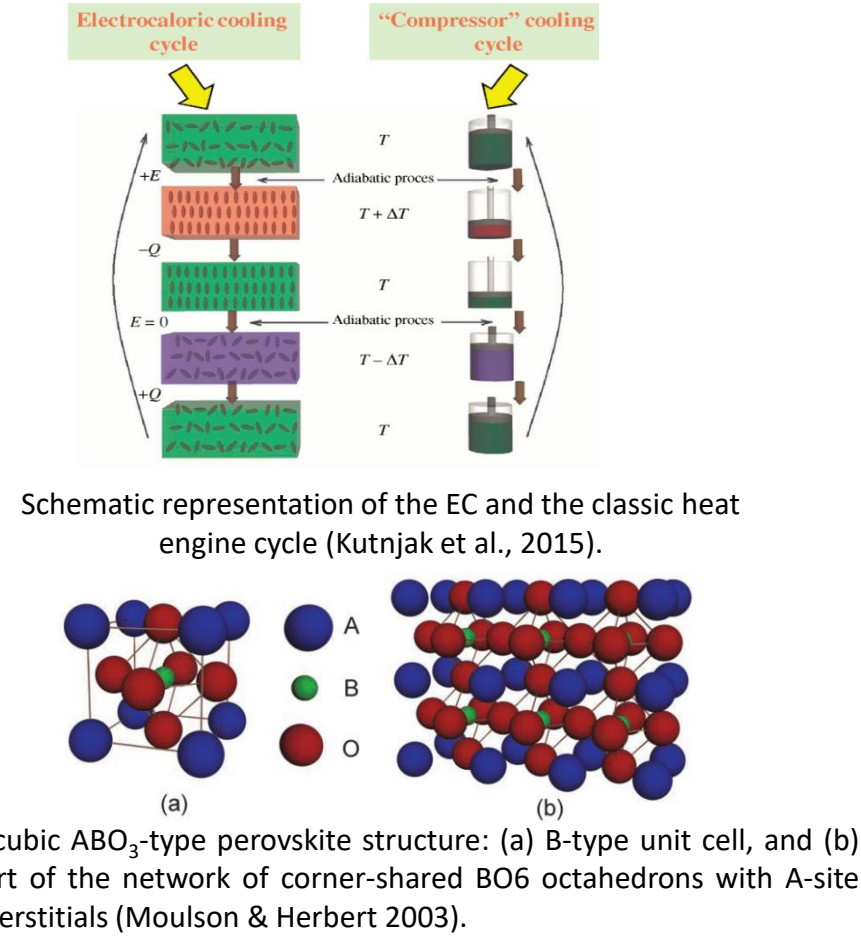 Electrocaloric cooling
cycle
“Compressor” cooling
cycle
T
+E
Adiabatic proces
T + ΔT
–Q
T
E = 0
Adiabatic proces
T – ΔT
+Q
T
Schematic representation of the EC and the classic heat
engine cycle (Kutnjak et al., 2015).
A
B
O
(a)
(b)
cubic ABO₃-type perovskite structure: (a) B-type unit cell, and (b)
rt of the network of corner-shared BO6 octahedrons with A-site
erstitials (Moulson & Herbert 2003).